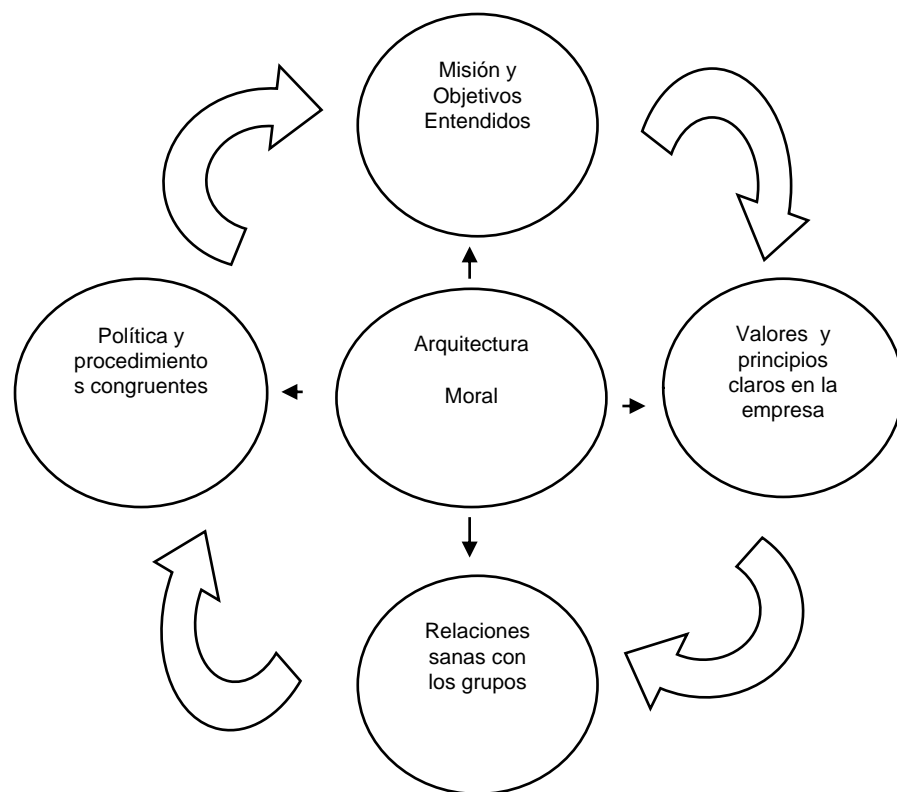 Misión y
Objetivos
Entendidos
Política y
procedimiento
s congruentes
Arquitectura
Moral
Valores y
principios
claros en la
empresa
Relaciones
sanas con
los grupos